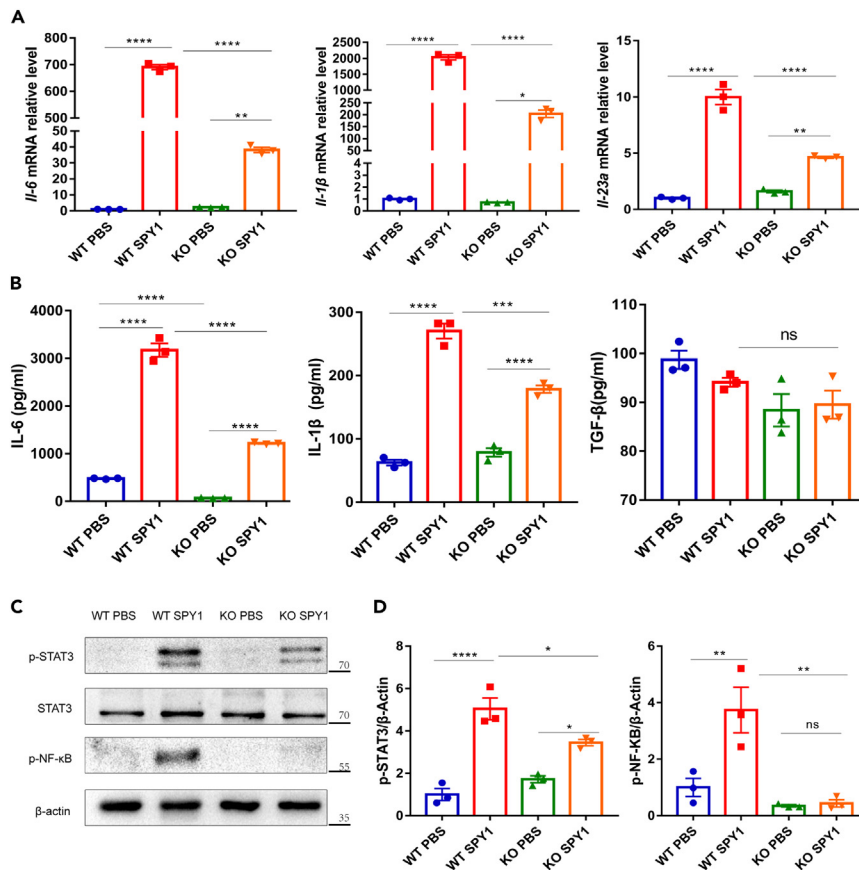 A
Il-6 mRNA relative level
800
700
600
500
40
30
20
10
0
****
****
**
WT PBS
WT SPY1
KO PBS
KO SPY1
Il-1β mRNA relative level
2500
2000
1500
1000
500
250
200
150
100
50
4
3
2
1
0
****
****
*
WT PBS
WT SPY1
KO PBS
KO SPY1
Il-23a mRNA relative level
15
10
5
0
****
****
**
WT PBS
WT SPY1
KO PBS
KO SPY1
B
IL-6 (pg/ml)
6000
4000
3000
2000
1000
0
****
****
****
****
WT PBS
WT SPY1
KO PBS
KO SPY1
IL-1β (pg/ml)
300
200
100
0
****
***
****
WT PBS
WT SPY1
KO PBS
KO SPY1
TGF-β(pg/ml)
110
100
90
80
70
ns
WT PBS
WT SPY1
KO PBS
KO SPY1
C
WT PBS WT SPY1 KO PBS KO SPY1
p-STAT3
70
STAT3
70
p-NF-κB
55
β-actin
35
D
p-STAT3/β-Actin
8
6
4
2
0
****
*
*
WT PBS
WT SPY1
KO PBS
KO SPY1
p-NF-KB/β-Actin
8
6
4
2
0
**
**
ns
WT PBS
WT SPY1
KO PBS
KO SPY1